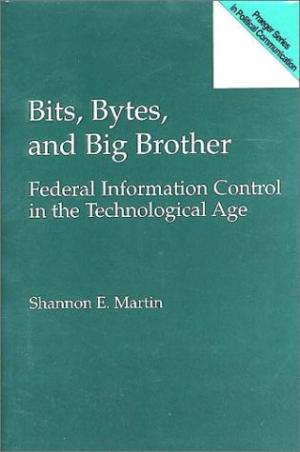 Praeger Series
in Political Communication
Bits, Bytes,
and Big Brother
Federal Information Control
in the Technological Age
Shannon E. Martin